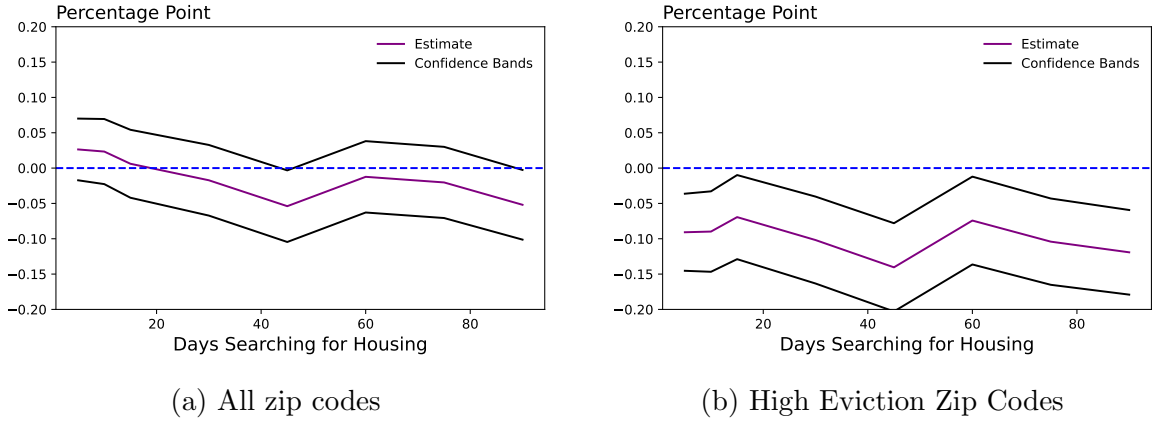 Percentage Point
0.20
0.15
0.10
0.05
0.00
−0.05
−0.10
−0.15
−0.20
Estimate
Confidence Bands
20 40 60 80
Days Searching for Housing
(a) All zip codes
Percentage Point
0.20
0.15
0.10
0.05
0.00
−0.05
−0.10
−0.15
−0.20
Estimate
Confidence Bands
20 40 60 80
Days Searching for Housing
(b) High Eviction Zip Codes